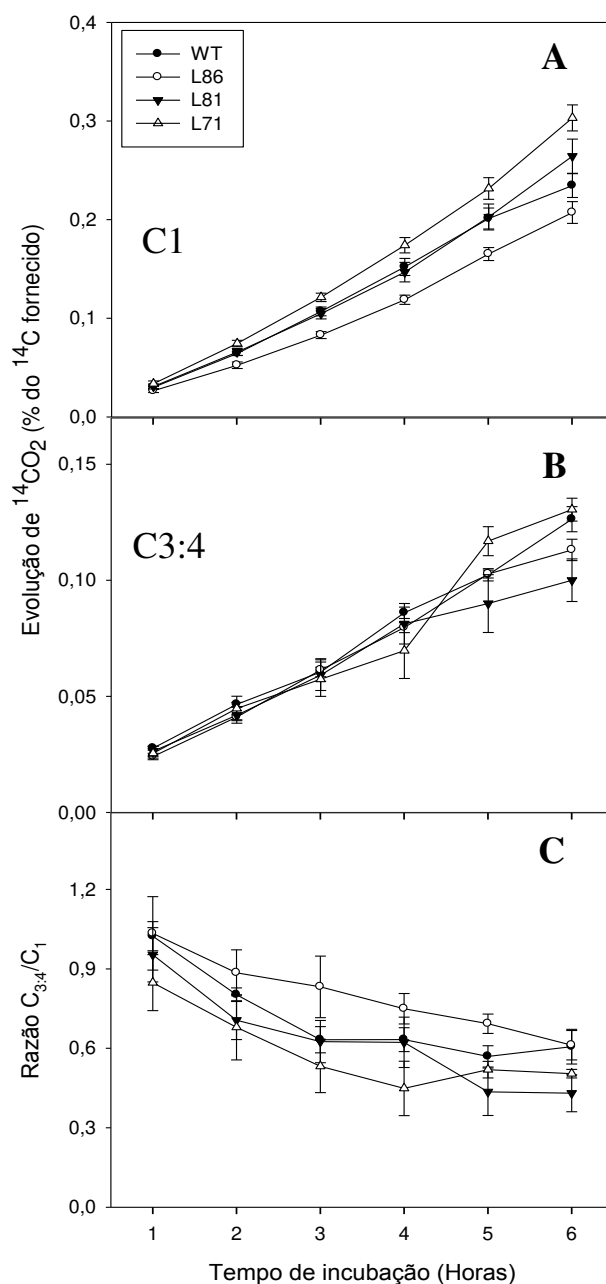 Evolução de ¹⁴CO₂ (% do ¹⁴C fornecido)
0,4
0,3
0,2
0,1
0,0
WT
L86
L81
L71
A
C1
0,15
0,10
0,05
0,00
B
C3:4
Razão C₃:₄/C₁
1,2
0,9
0,6
0,3
0,0
C
1 2 3 4 5 6
Tempo de incubação (Horas)